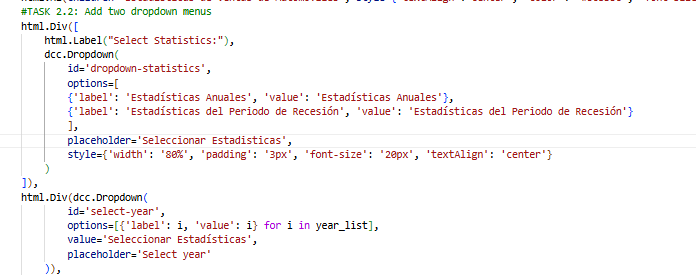 #TASK 2.2: Add two dropdown menus
html.Div([
html.Label("Select Statistics:"),
dcc.Dropdown(
id='dropdown-statistics',
options=[
{'label': 'Estadísticas Anuales', 'value': 'Estadísticas Anuales'},
{'label': 'Estadísticas del Periodo de Recesión', 'value': 'Estadísticas del Periodo de Recesión'}
],
placeholder='Seleccionar Estadisticas',
style={'width': '80%', 'padding': '3px', 'font-size': '20px', 'textAlign': 'center'}
)
]),
html.Div(dcc.Dropdown(
id='select-year',
options=[{'label': i, 'value': i} for i in year_list],
value='Seleccionar Estadísticas',
placeholder='Select year'
)),